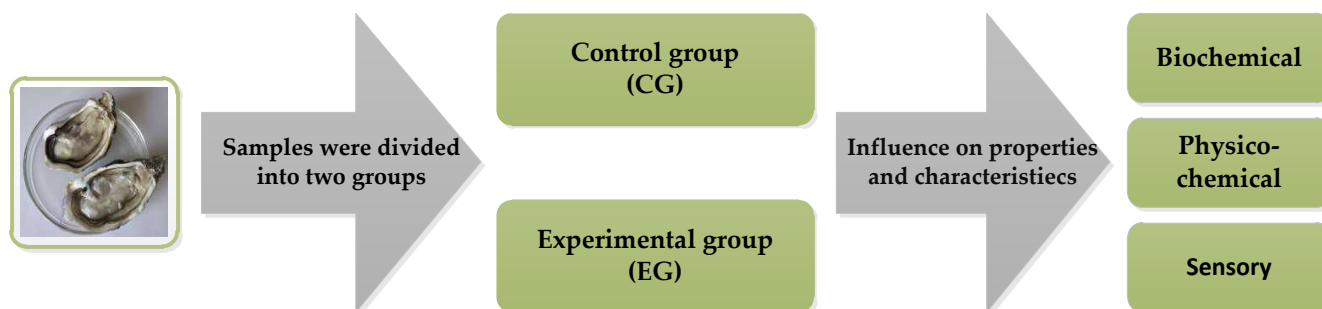 Samples were divided
into two groups
Control group
(CG)
Experimental group
(EG)
Influence on properties
and characteristiecs
Biochemical
Physico-
chemical
Sensory